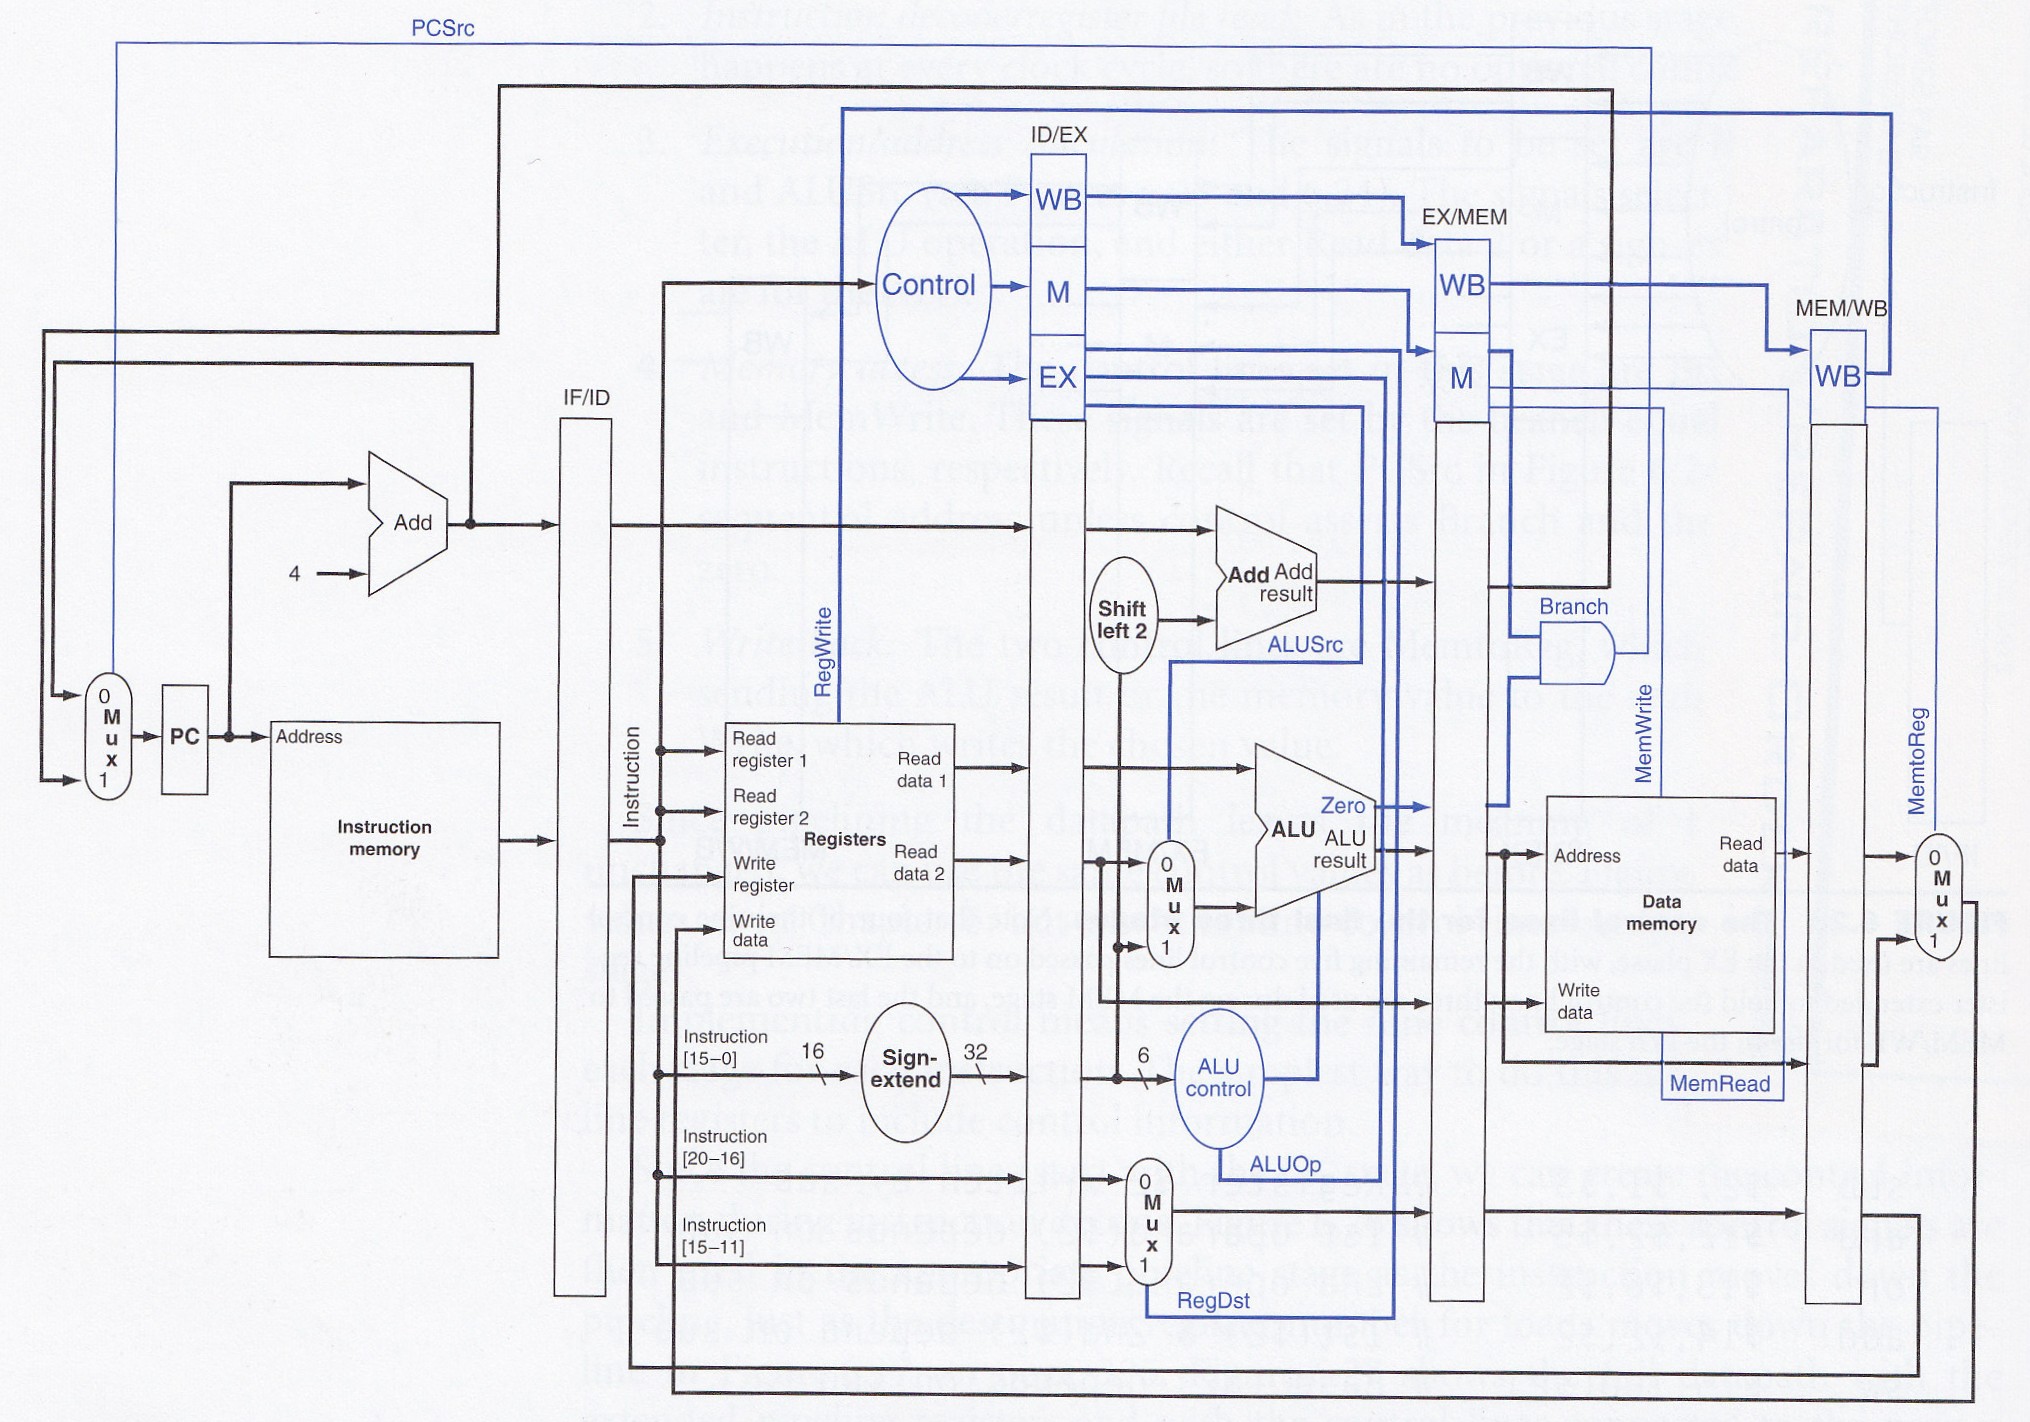 PCSrc
ID/EX
WB
Control
M
EX
EX/MEM
WB
M
MEM/WB
WB
IF/ID
Add
4
Add Add
result
Shift
left 2
ALUSrc
Branch
RegWrite
MemWrite
MemtoReg
0
M
u
x
1
PC
Address
Instruction
memory
Instruction
Read
register 1
Read
register 2
Write
register
Write
data
Registers
Read
data 1
Read
data 2
0
M
u
x
1
Zero
ALU
ALU
result
Address
Read
data
Data
memory
Write
data
MemRead
0
M
u
x
1
Instruction
[15–0]
16
Sign-
extend
32
6
ALU
control
ALUOp
Instruction
[20–16]
Instruction
[15–11]
0
M
u
x
1
RegDst